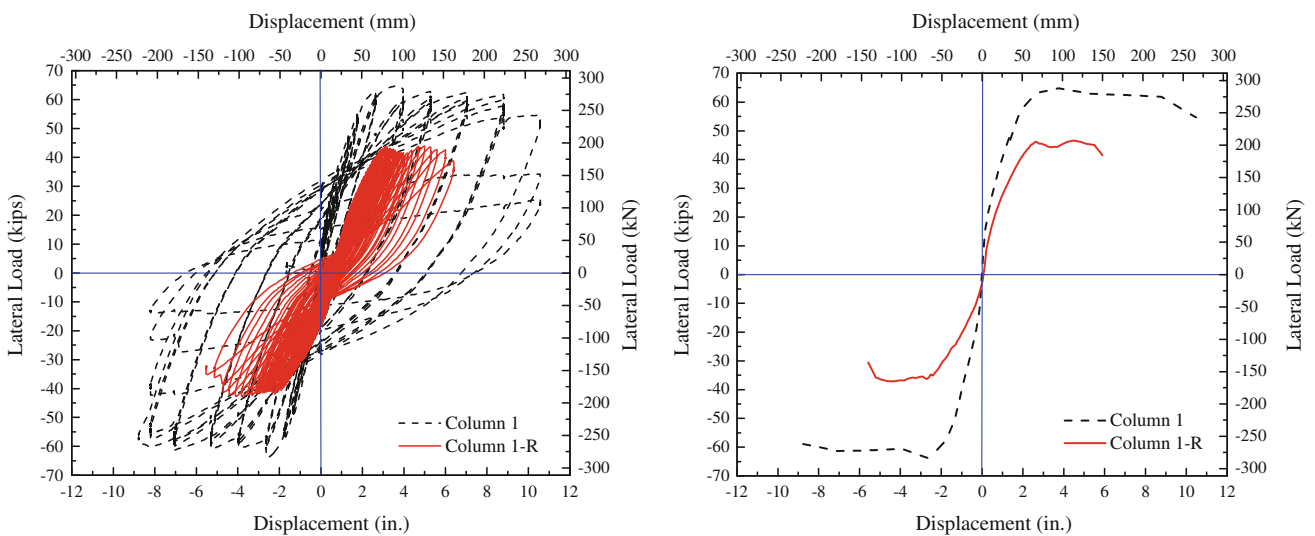 Displacement (mm)
-300 -250 -200 -150 -100 -50 0 50 100 150 200 250 300
70 60 50 40 30 20 10 0 -10 -20 -30 -40 -50 -60 -70
Lateral Load (kips)
300 250 200 150 100 50 0 -50 -100 -150 -200 -250 -300
Lateral Load (kN)
Column 1
Column 1-R
-12 -10 -8 -6 -4 -2 0 2 4 6 8 10 12
Displacement (in.)
Displacement (mm)
-300 -250 -200 -150 -100 -50 0 50 100 150 200 250 300
70 60 50 40 30 20 10 0 -10 -20 -30 -40 -50 -60 -70
Lateral Load (kips)
300 250 200 150 100 50 0 -50 -100 -150 -200 -250 -300
Lateral Load (kN)
Column 1
Column 1-R
-12 -10 -8 -6 -4 -2 0 2 4 6 8 10 12
Displacement (in.)